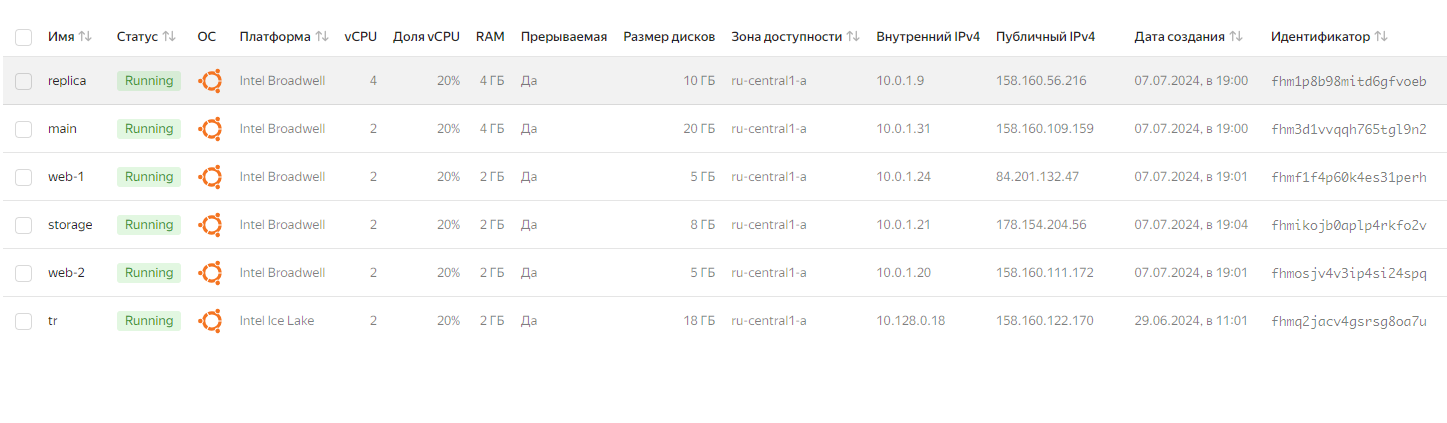 Имя Статус ОС Платформа vCPU Доля vCPU RAM Прерываемая Размер дисков Зона доступности Внутренний IPv4 Публичный IPv4 Дата создания Идентификатор
replica Running Intel Broadwell 4 20% 4 ГБ Да 10 ГБ ru-central1-a 10.0.1.9 158.160.56.216 07.07.2024, в 19:00 fhm1p8b98mitd6gfvoeb
main Running Intel Broadwell 2 20% 4 ГБ Да 20 ГБ ru-central1-a 10.0.1.31 158.160.109.159 07.07.2024, в 19:00 fhm3d1vvqqh765tgl9n2
web-1 Running Intel Broadwell 2 20% 2 ГБ Да 5 ГБ ru-central1-a 10.0.1.24 84.201.132.47 07.07.2024, в 19:01 fhmf1f4p60k4es31perh
storage Running Intel Broadwell 2 20% 2 ГБ Да 8 ГБ ru-central1-a 10.0.1.21 178.154.204.56 07.07.2024, в 19:04 fhmikojb0aplp4rkfo2v
web-2 Running Intel Broadwell 2 20% 2 ГБ Да 5 ГБ ru-central1-a 10.0.1.20 158.160.111.172 07.07.2024, в 19:01 fhmosjv4v3ip4si24spq
tr Running Intel Ice Lake 2 20% 2 ГБ Да 18 ГБ ru-central1-a 10.128.0.18 158.160.122.170 29.06.2024, в 11:01 fhmq2jacv4gsrsg8oa7u